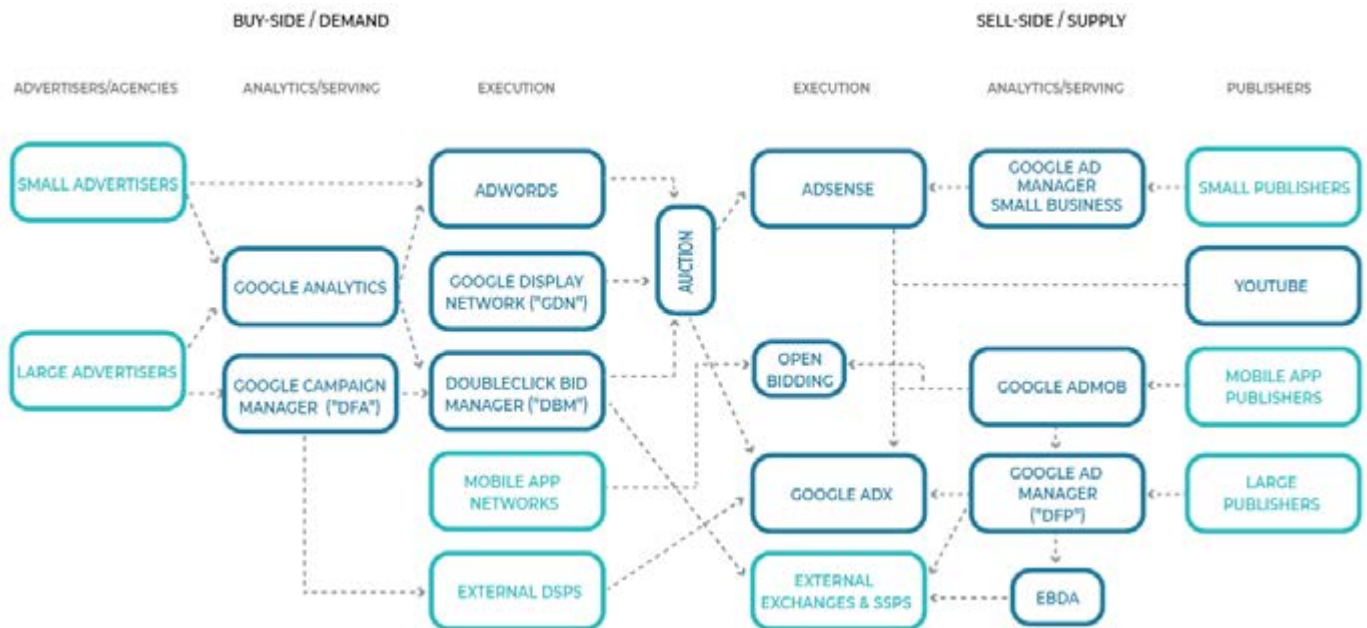 BUY-SIDE / DEMAND
SELL-SIDE / SUPPLY
ADVERTISERS/AGENCIES
ANALYTICS/SERVING
EXECUTION
EXECUTION
ANALYTICS/SERVING
PUBLISHERS
SMALL ADVERTISERS
LARGE ADVERTISERS
GOOGLE ANALYTICS
GOOGLE CAMPAIGN
MANAGER ("DFA")
ADWORDS
GOOGLE DISPLAY
NETWORK ("GDN")
DOUBLECLICK BID
MANAGER ("DBM")
MOBILE APP
NETWORKS
EXTERNAL DSPS
AUCTION
ADSENSE
OPEN
BIDDING
GOOGLE ADX
EXTERNAL
EXCHANGES & SSPS
GOOGLE AD
MANAGER
SMALL BUSINESS
GOOGLE ADMOB
GOOGLE AD
MANAGER
("DFP")
EBDA
SMALL PUBLISHERS
YOUTUBE
MOBILE APP
PUBLISHERS
LARGE
PUBLISHERS